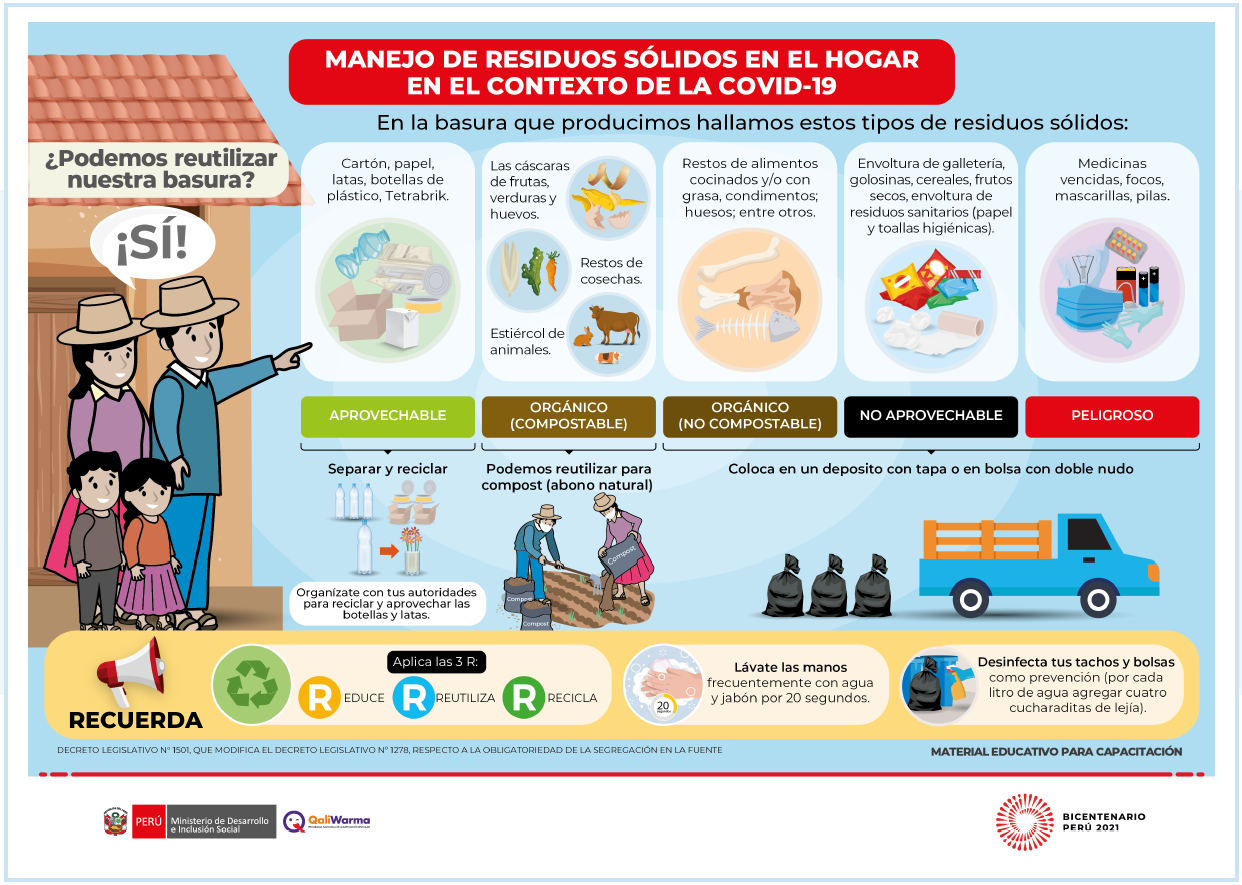 MANEJO DE RESIDUOS SÓLIDOS EN EL HOGAR
EN EL CONTEXTO DE LA COVID-19
En la basura que producimos hallamos estos tipos de residuos sólidos:
¿Podemos reutilizar
nuestra basura?
¡SÍ!
Cartón, papel,
latas, botellas de
plástico, Tetrabrik.
Las cáscaras
de frutas,
verduras y
huevos.
Restos de
cosechas.
Estiércol de
animales.
Restos de alimentos
cocinados y/o con
grasa, condimentos;
huesos; entre otros.
Envoltura de galletería,
golosinas, cereales, frutos
secos, envoltura de
residuos sanitarios (papel
y toallas higiénicas).
Medicinas
vencidas, focos,
mascarillas, pilas.
APROVECHABLE
ORGÁNICO
(COMPOSTABLE)
ORGÁNICO
(NO COMPOSTABLE)
NO APROVECHABLE
PELIGROSO
Separar y reciclar
Podemos reutilizar para
compost (abono natural)
Coloca en un deposito con tapa o en bolsa con doble nudo
Compost
Compost
Compost
Organízate con tus autoridades
para reciclar y aprovechar las
botellas y latas.
RECUERDA
Aplica las 3 R:
R EDUCE
R REUTILIZA
R RECICLA
20
segundos
Lávate las manos
frecuentemente con agua
y jabón por 20 segundos.
Desinfecta tus tachos y bolsas
como prevención (por cada
litro de agua agregar cuatro
cucharaditas de lejía).
DECRETO LEGISLATIVO N° 1501, QUE MODIFICA EL DECRETO LEGISLATIVO N° 1278, RESPECTO A LA OBLIGATORIEDAD DE LA SEGREGACIÓN EN LA FUENTE
MATERIAL EDUCATIVO PARA CAPACITACIÓN
PERÚ
Ministerio de Desarrollo
e Inclusión Social
QaliWarma
BICENTENARIO
PERÚ 2021